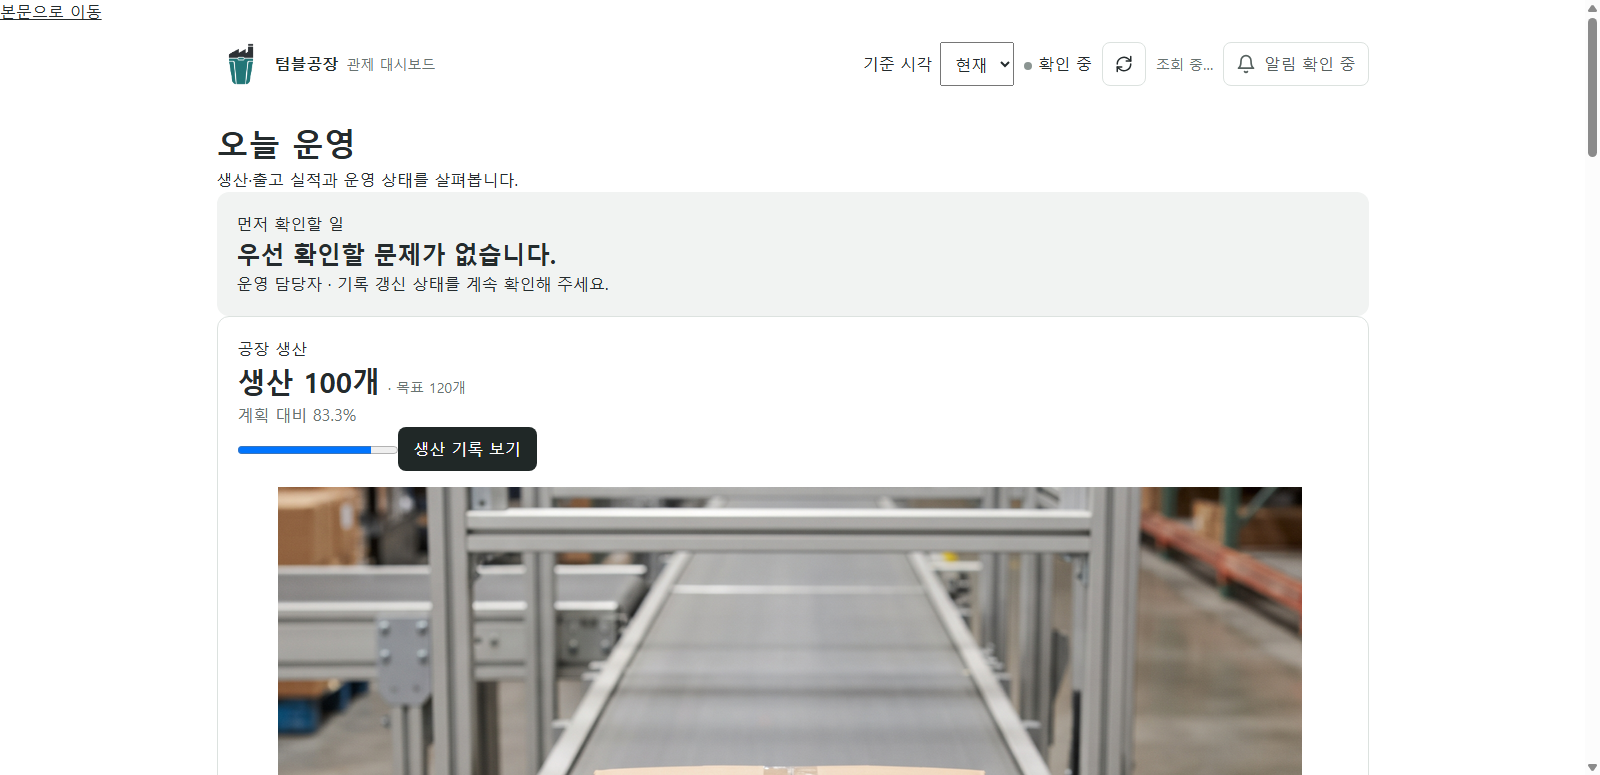 본문으로 이동
텀블공장 관제 대시보드
기준 시각 현재 확인 중 조회 중... 알림 확인 중
오늘 운영
생산·출고 실적과 운영 상태를 살펴봅니다.
먼저 확인할 일
우선 확인할 문제가 없습니다.
운영 담당자 · 기록 갱신 상태를 계속 확인해 주세요.
공장 생산
생산 100개 · 목표 120개
계획 대비 83.3%
생산 기록 보기